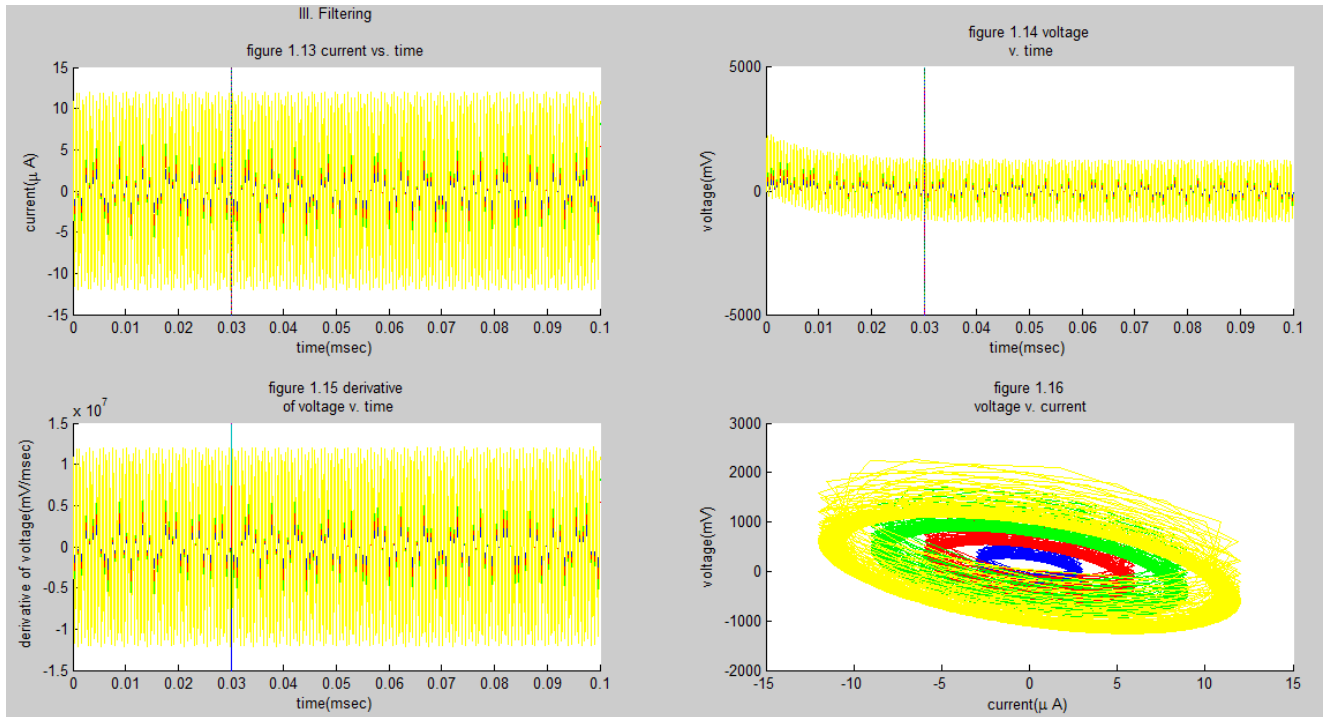 III. Filtering
figure 1.13 current vs. time
15
10
5
0
-5
-10
-15
current(μ A)
0 0.01 0.02 0.03 0.04 0.05 0.06 0.07 0.08 0.09 0.1
time(msec)
figure 1.14 voltage
v. time
5000
0
-5000
voltage(mV)
0 0.01 0.02 0.03 0.04 0.05 0.06 0.07 0.08 0.09 0.1
time(msec)
figure 1.15 derivative
of voltage v. time
x 10^7
1.5
1
0.5
0
-0.5
-1
-1.5
derivative of voltage(mV/msec)
0 0.01 0.02 0.03 0.04 0.05 0.06 0.07 0.08 0.09 0.1
time(msec)
figure 1.16
voltage v. current
3000
2000
1000
0
-1000
-2000
voltage(mV)
-15 -10 -5 0 5 10 15
current(μ A)